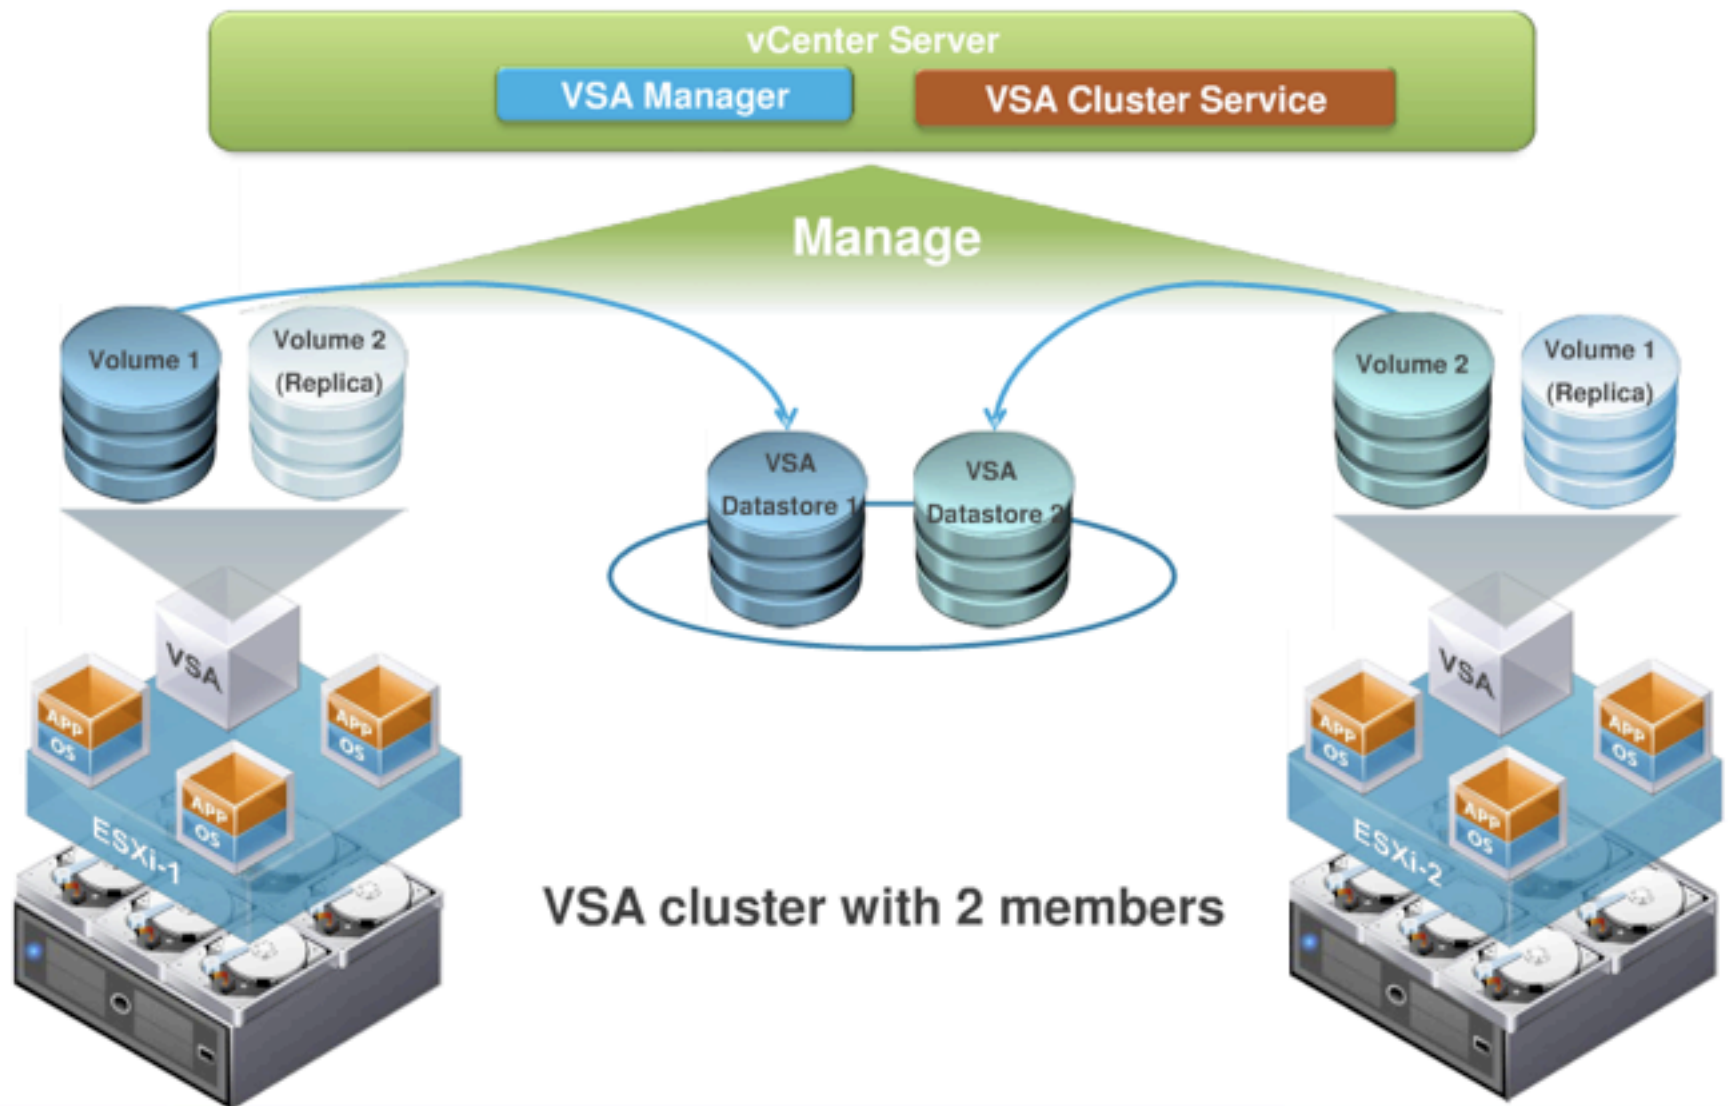 vCenter Server
VSA Manager
VSA Cluster Service
Manage
Volume 1
Volume 2
(Replica)
Volume 2
Volume 1
(Replica)
VSA
Datastore 1
VSA
Datastore 2
VSA
APP
OS
APP
OS
APP
OS
ESXi-1
VSA
APP
OS
APP
OS
APP
OS
ESXi-2
VSA cluster with 2 members